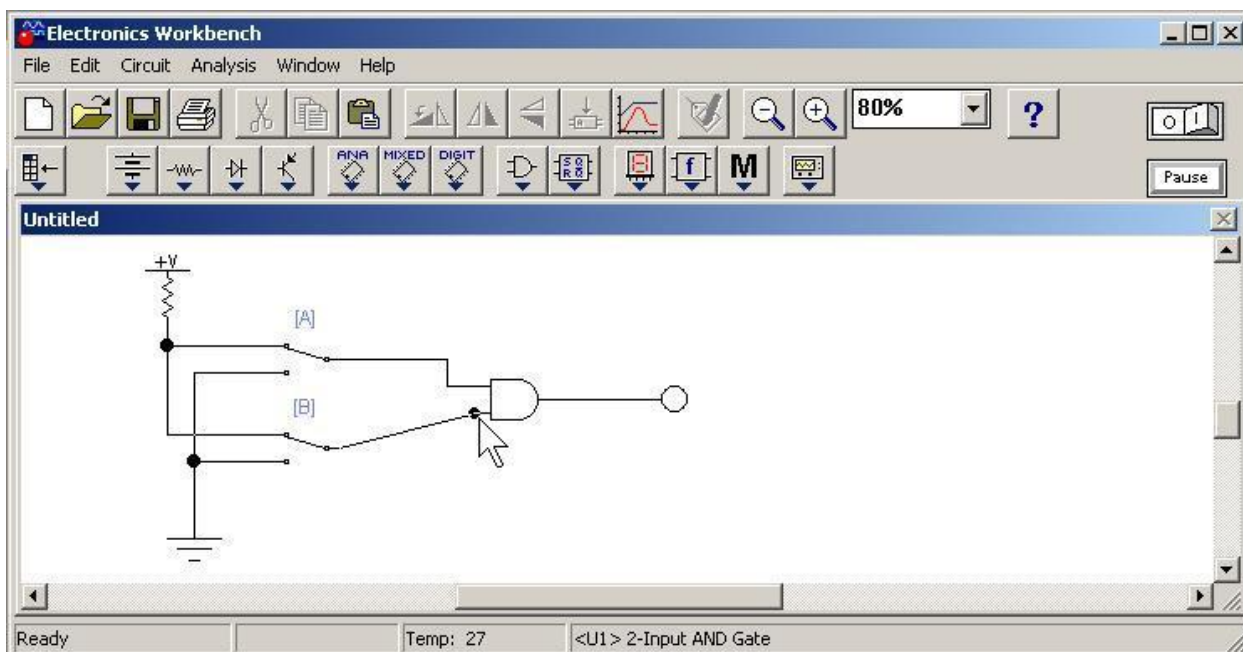 Electronics Workbench
File Edit Circuit Analysis Window Help
80% ?
O I
ANA MIXED DIGIT f M
Pause
Untitled
+V
[A]
[B]
Ready Temp: 27 <U1> 2-Input AND Gate